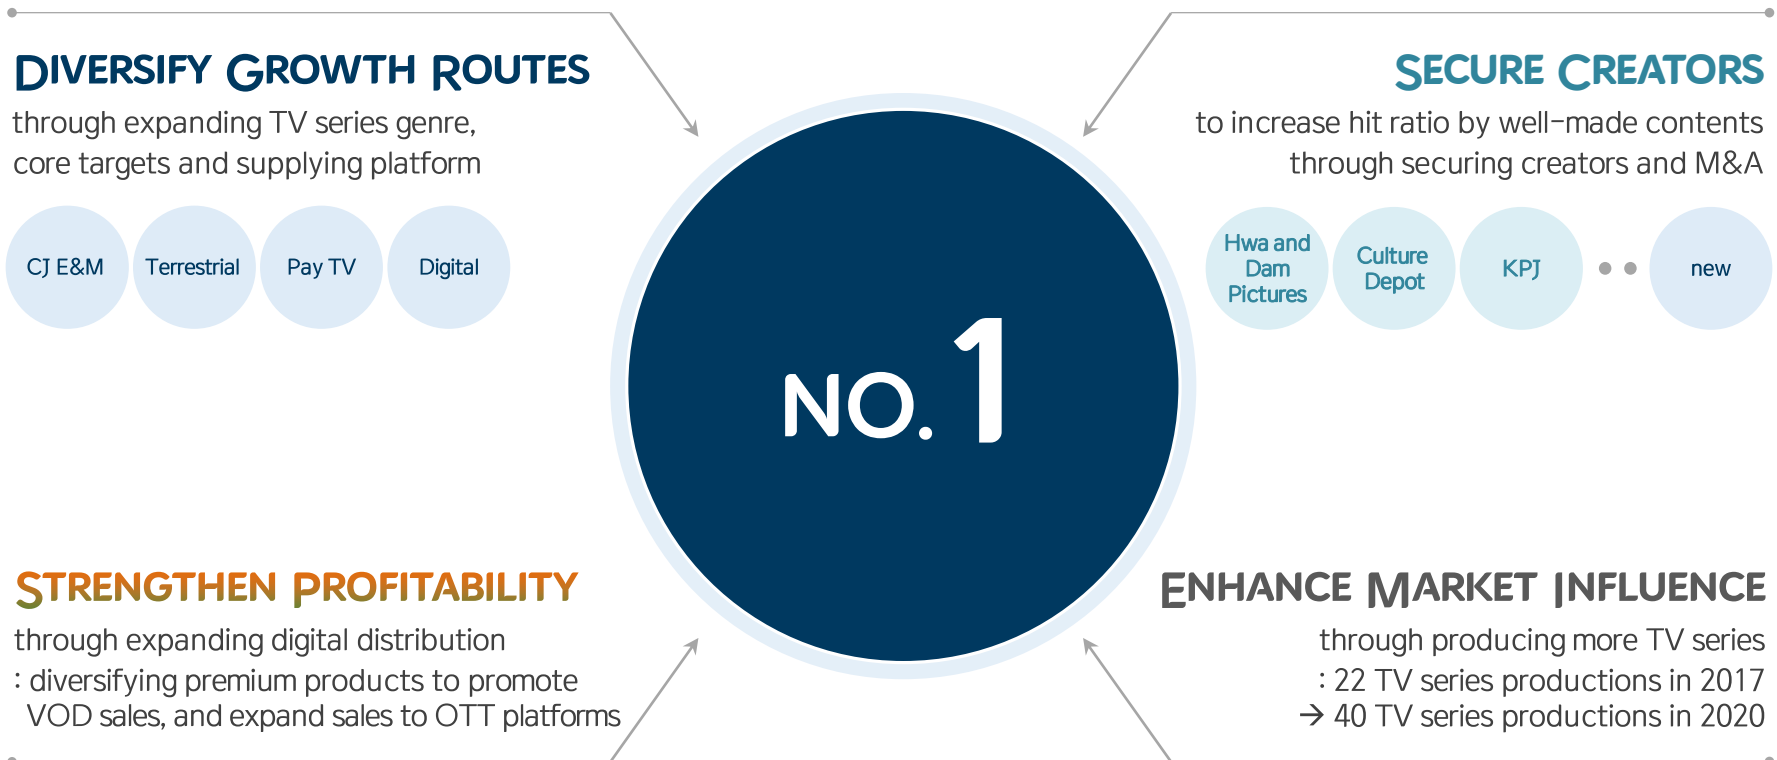 DIVERSIFY GROWTH ROUTES
through expanding TV series genre,
core targets and supplying platform
CJ E&M
Terrestrial
Pay TV
Digital
SECURE CREATORS
to increase hit ratio by well-made contents
through securing creators and M&A
Hwa and
Dam
Pictures
Culture
Depot
KPJ
new
NO.1
STRENGTHEN PROFITABILITY
through expanding digital distribution
: diversifying premium products to promote
VOD sales, and expand sales to OTT platforms
ENHANCE MARKET INFLUENCE
through producing more TV series
: 22 TV series productions in 2017
→ 40 TV series productions in 2020